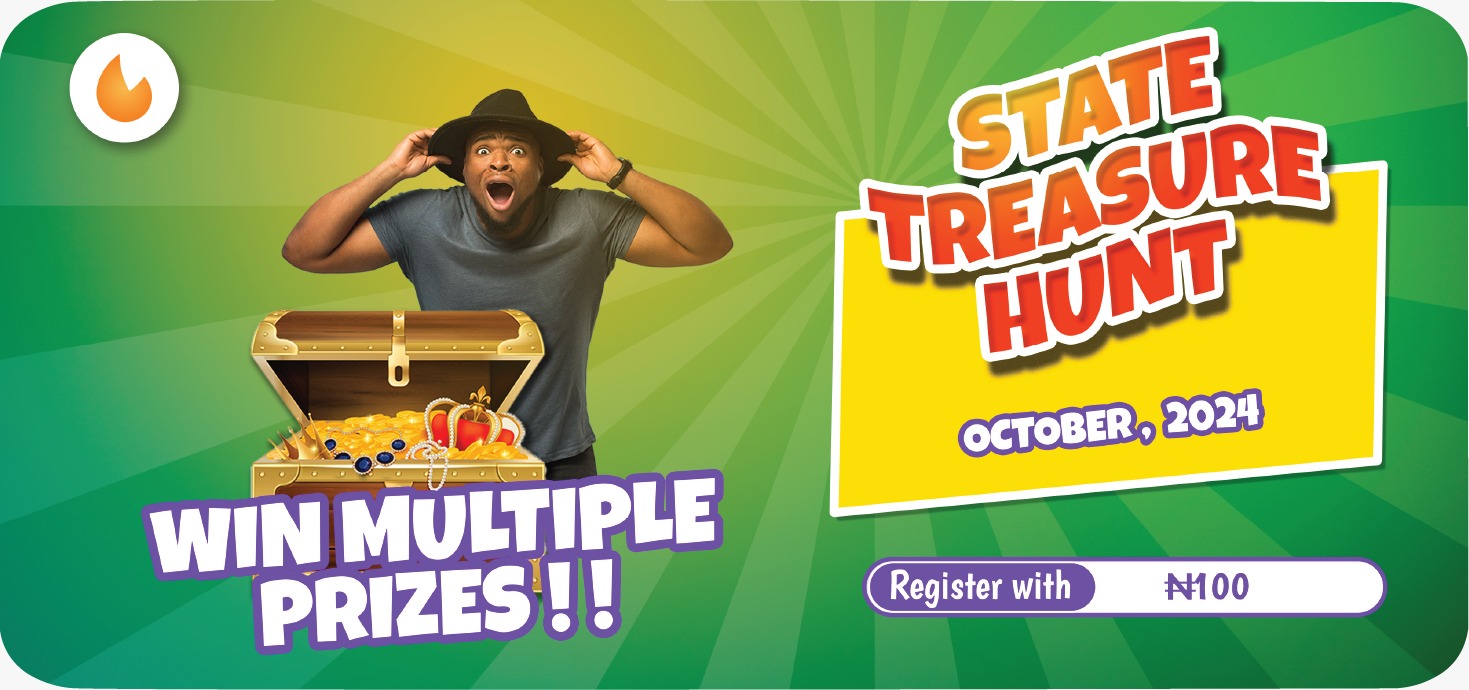 STATE
TREASURE
HUNT
OCTOBER, 2024
WIN MULTIPLE
PRIZES!!
Register with ₦100